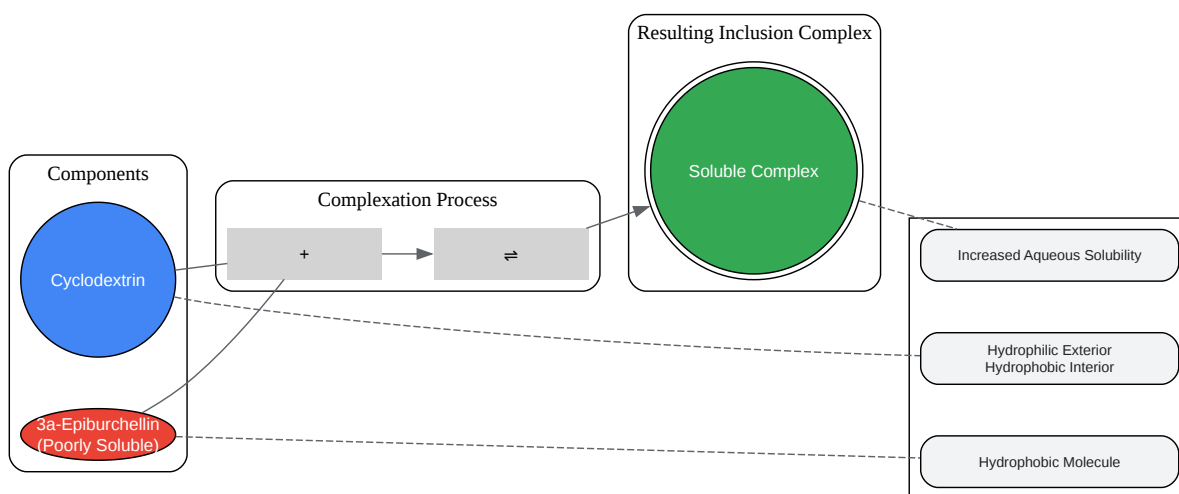 Resulting Inclusion Complex
Soluble Complex
Components
Complexation Process
Cyclodextrin
+
⇌
3a-Epiburchellin
(Poorly Soluble)
Increased Aqueous Solubility
Hydrophilic Exterior
Hydrophobic Interior
Hydrophobic Molecule